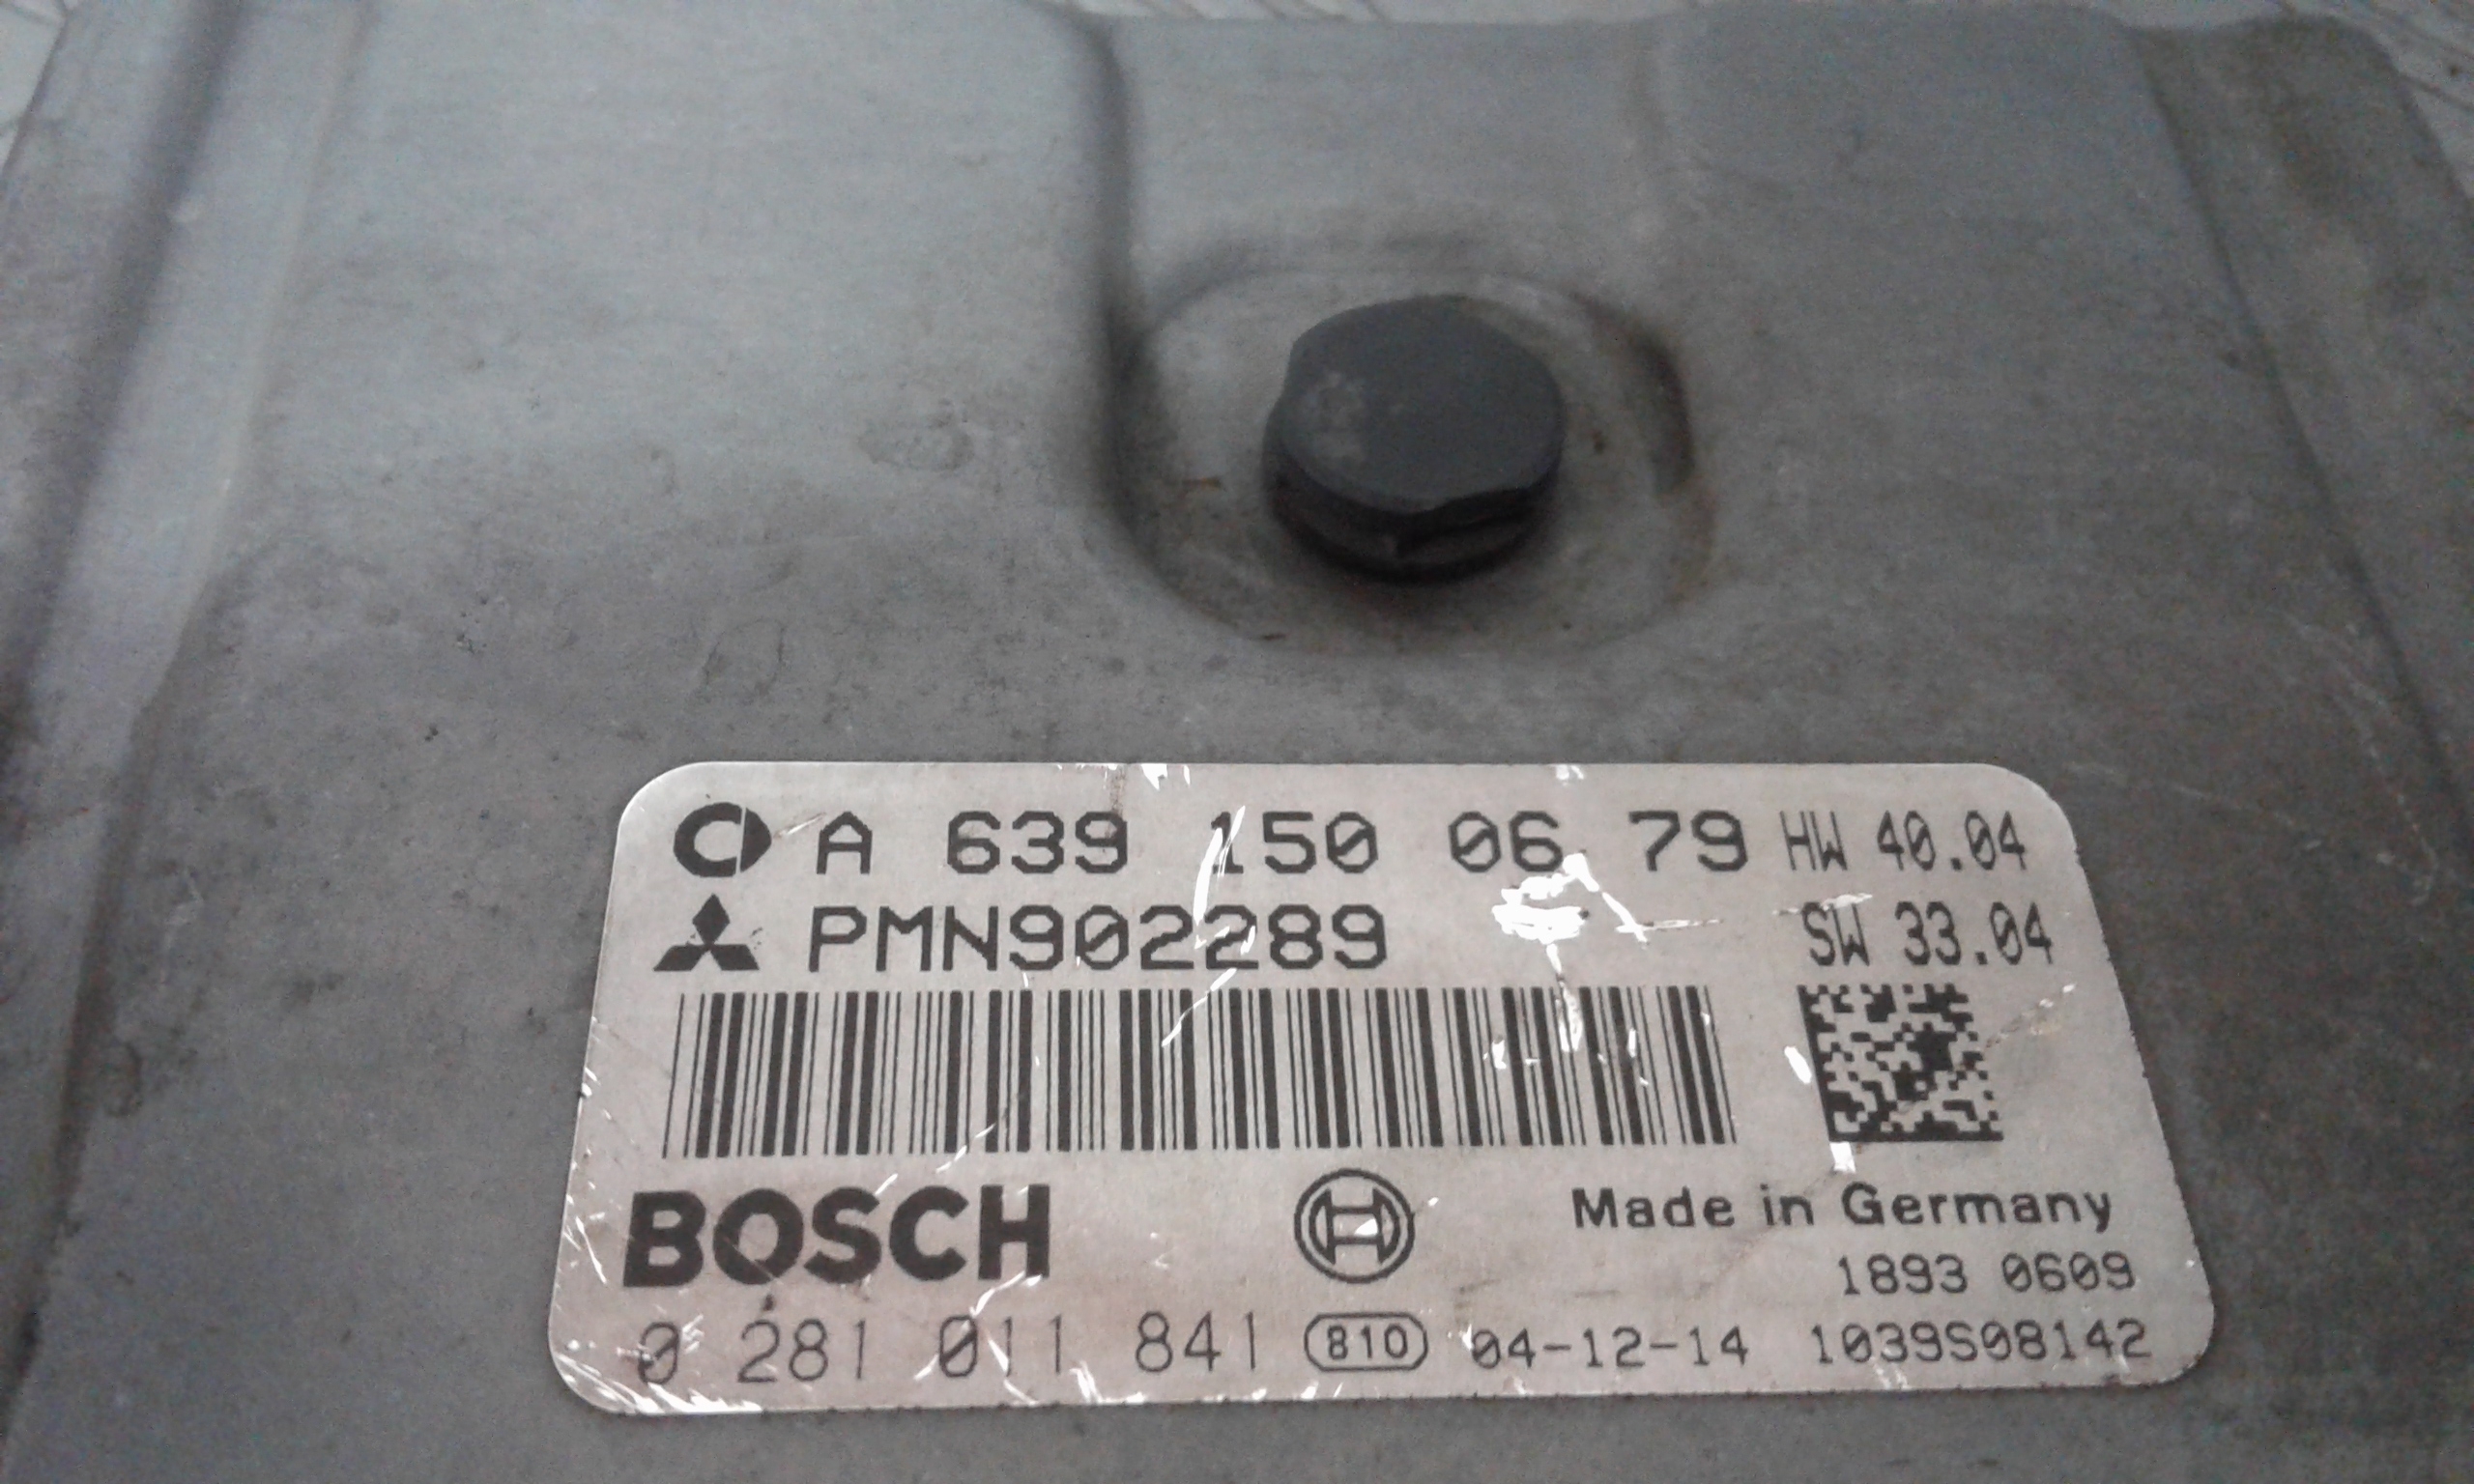 A 639 150 06 79 HW 40.04
PMN902289 SW 33.04
BOSCH
Made in Germany
1893 0609
0 281 011 841 810 04-12-14 1039S08142